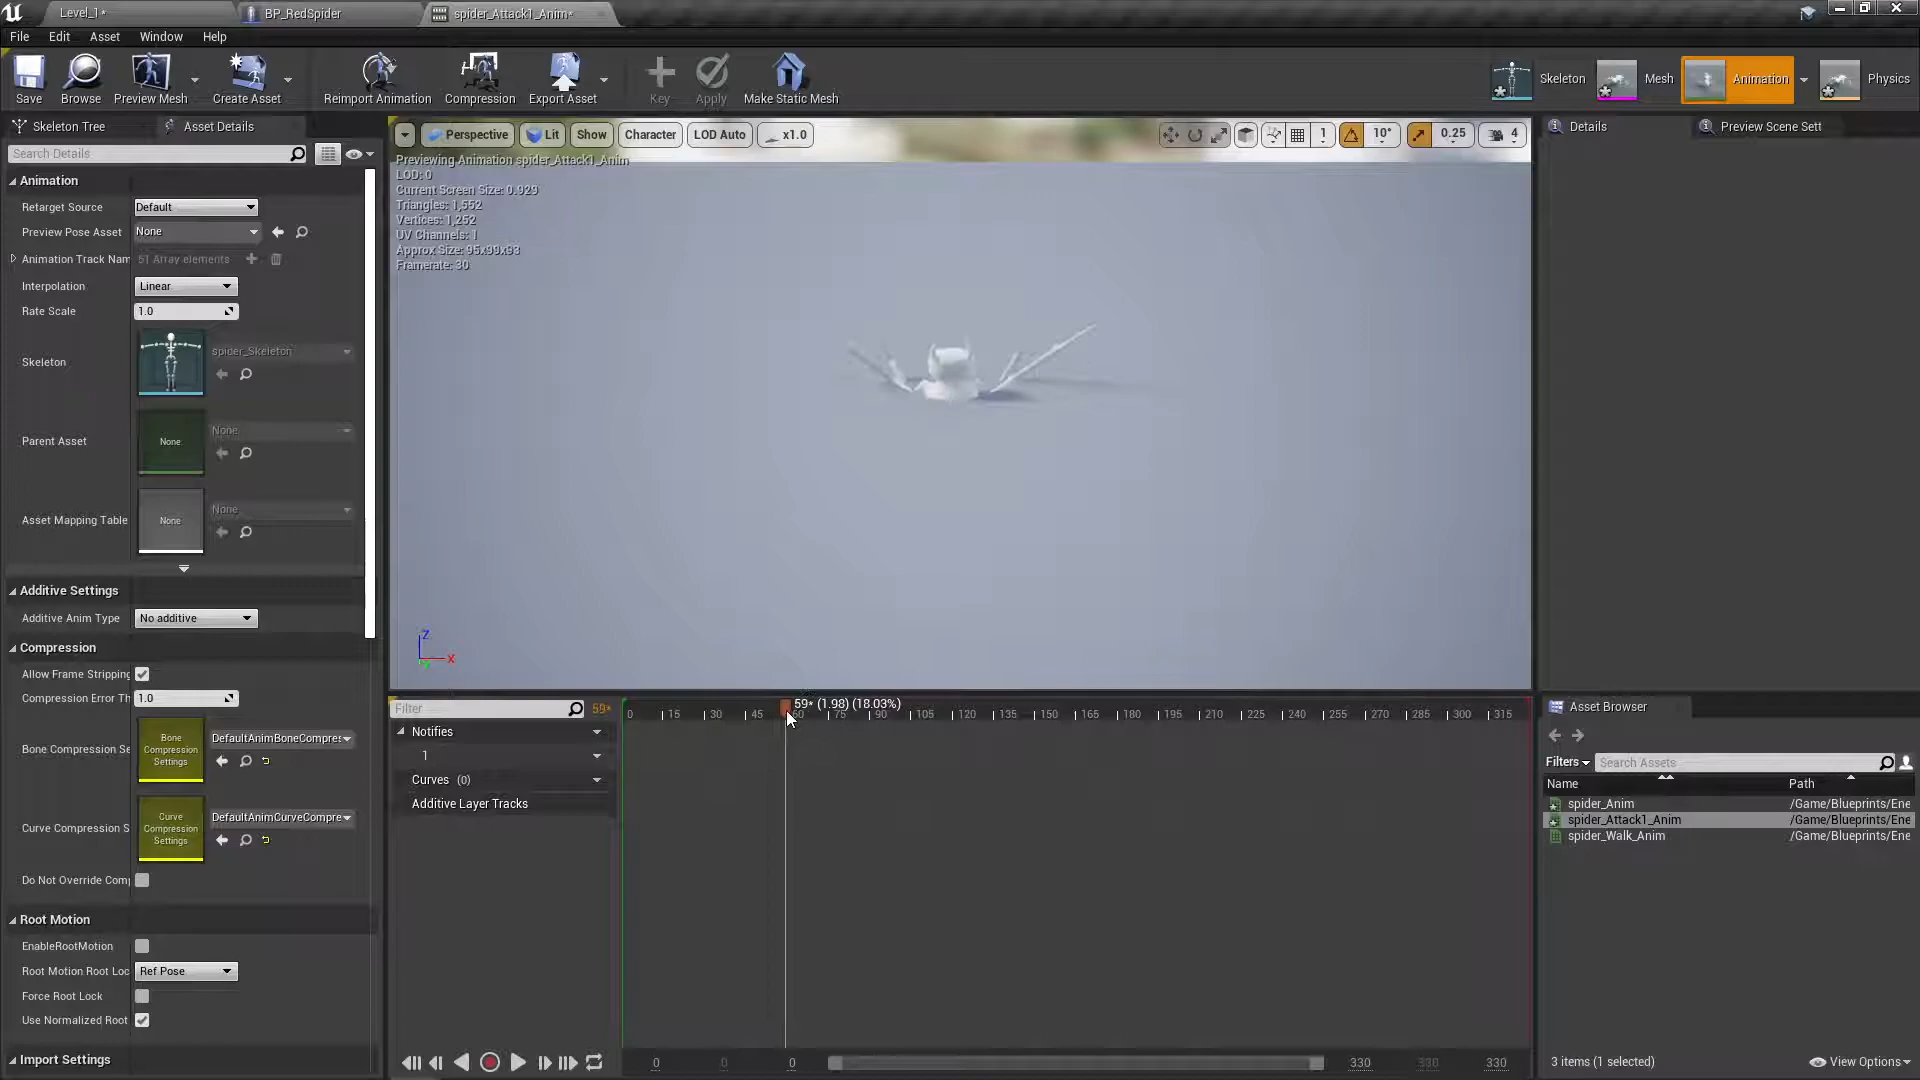 Level_1*
BP_RedSpider
spider_Attack1_Anim*
File Edit Asset Window Help
Save Browse Preview Mesh Create Asset Reimport Animation Compression Export Asset Key Apply Make Static Mesh
Skeleton Mesh Animation Physics
Skeleton Tree Asset Details
Search Details
Animation
Retarget Source Default
Preview Pose Asset None
Animation Track Nam 51 Array elements
Interpolation Linear
Rate Scale 1.0
Skeleton spider_Skeleton
Parent Asset None None
Asset Mapping Table None None
Additive Settings
Additive Anim Type No additive
Compression
Allow Frame Stripping
Compression Error Th 1.0
Bone Compression Se Bone Compression Settings DefaultAnimBoneCompres
Curve Compression S Curve Compression Settings DefaultAnimCurveCompre
Do Not Override Comp
Root Motion
EnableRootMotion
Root Motion Root Loc Ref Pose
Force Root Lock
Use Normalized Root
Import Settings
Perspective Lit Show Character LOD Auto x1.0
1 10° 0.25 4
Previewing Animation spider_Attack1_Anim
LOD: 0
Current Screen Size: 0.929
Triangles: 1,552
Vertices: 1,252
UV Channels: 1
Approx Size: 95x99x93
Framerate: 30
Z
X
Y
Filter 59*
59* (1.98) (18.03%)
0 15 30 45 60 75 90 105 120 135 150 165 180 195 210 225 240 255 270 285 300 315
Notifies
1
Curves (0)
Additive Layer Tracks
0 0 0 330 330 330
Details Preview Scene Sett
Asset Browser
Filters Search Assets
Name Path
spider_Anim /Game/Blueprints/Ene
spider_Attack1_Anim /Game/Blueprints/Ene
spider_Walk_Anim /Game/Blueprints/Ene
3 items (1 selected) View Options